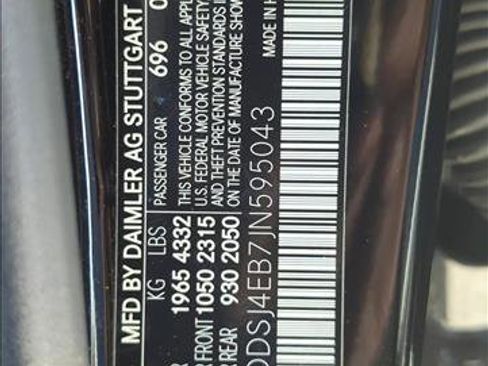 MFD BY DAIMLER AG STUTTGART
KG LBS PASSENGER CAR 696
1965 4332 THIS VEHICLE CONFORMS TO ALL APPL
FRONT 1050 2315 U.S. FEDERAL MOTOR VEHICLE SAFETY
REAR 930 2050 AND THEFT PREVENTION STANDARDS
ON THE DATE OF MANUFACTURE SHOW
DDSJ4EB7JN595043 MADE IN